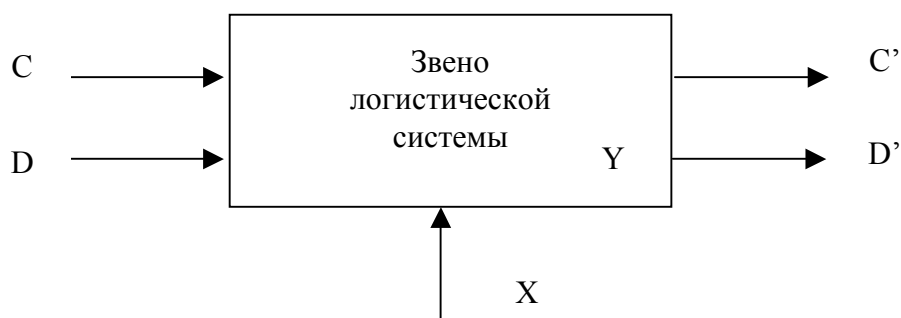 C
Звено
логистической
системы
C’
D
Y
D’
X